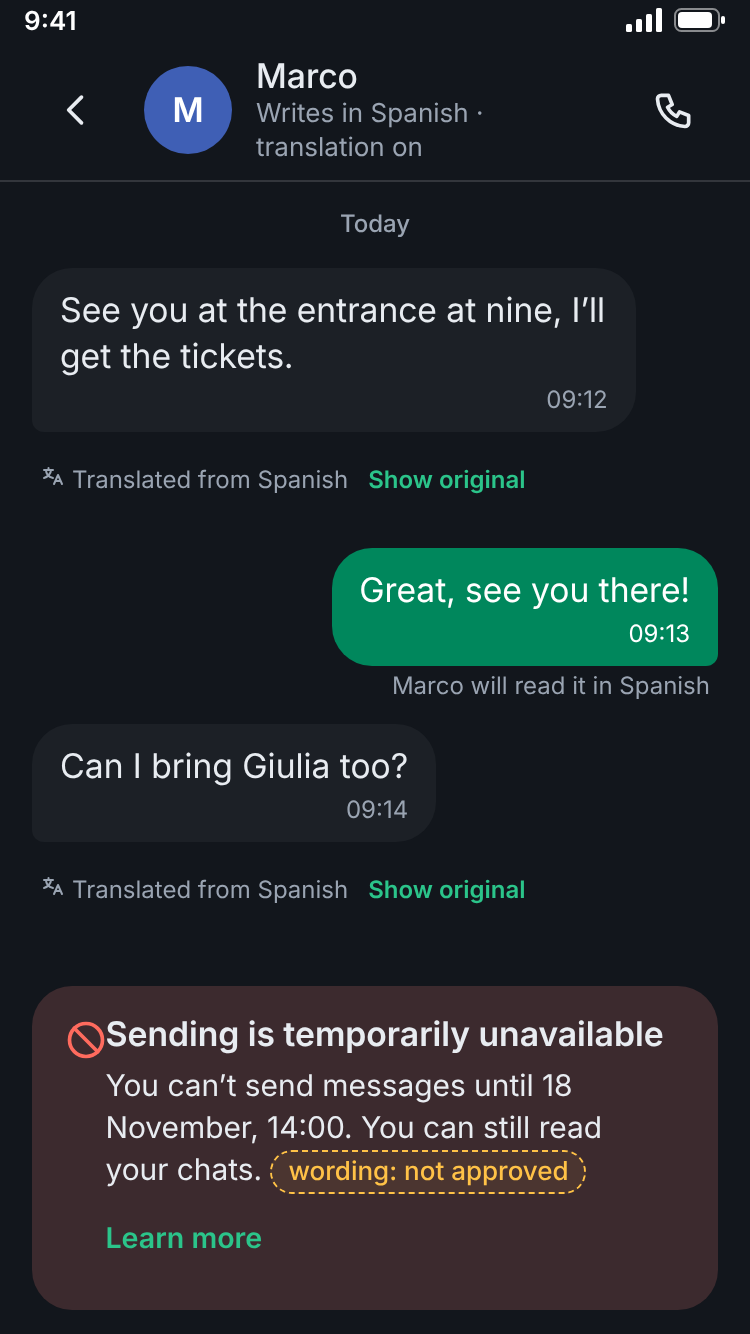 9:41
M
Marco
Writes in Spanish ·
translation on
Today
See you at the entrance at nine, I’ll
get the tickets.
09:12
Translated from Spanish Show original
Great, see you there!
09:13
Marco will read it in Spanish
Can I bring Giulia too?
09:14
Translated from Spanish Show original
Sending is temporarily unavailable
You can’t send messages until 18
November, 14:00. You can still read
your chats. wording: not approved
Learn more